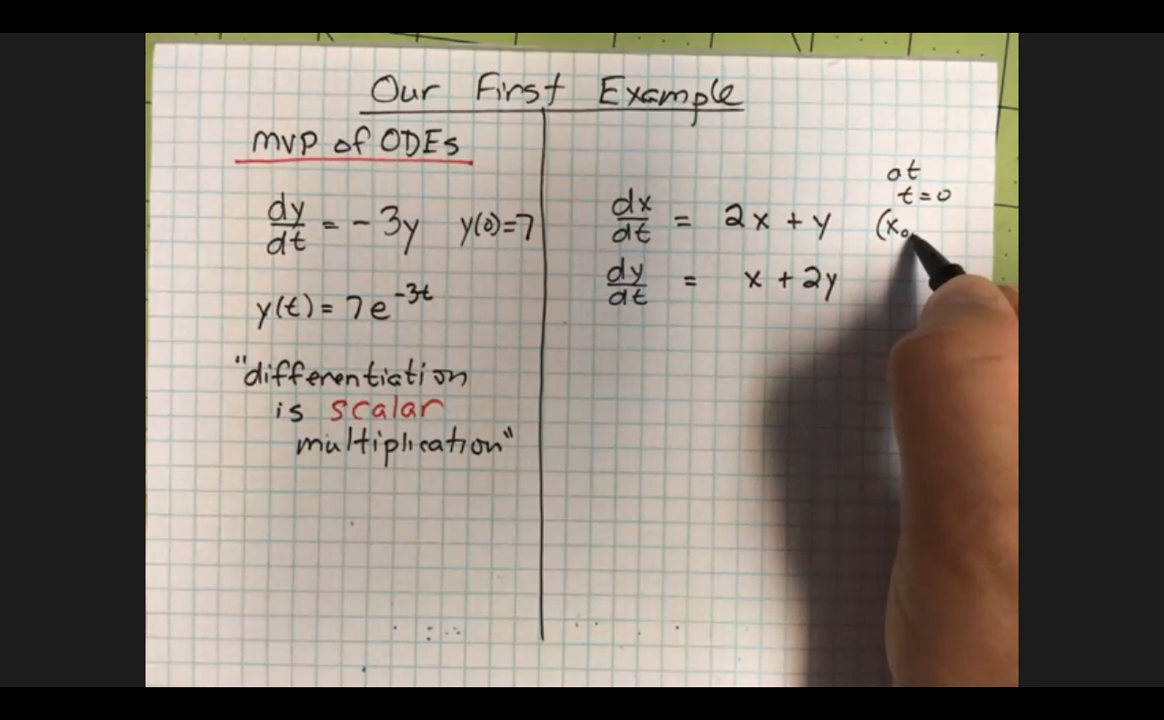 Our First Example
MVP of ODEs
dy/dt = -3y y(0)=7
y(t) = 7e^-3t
"differentiation
is scalar
multiplication"
at
t=0
dx/dt = 2x + y (x₀
dy/dt = x + 2y